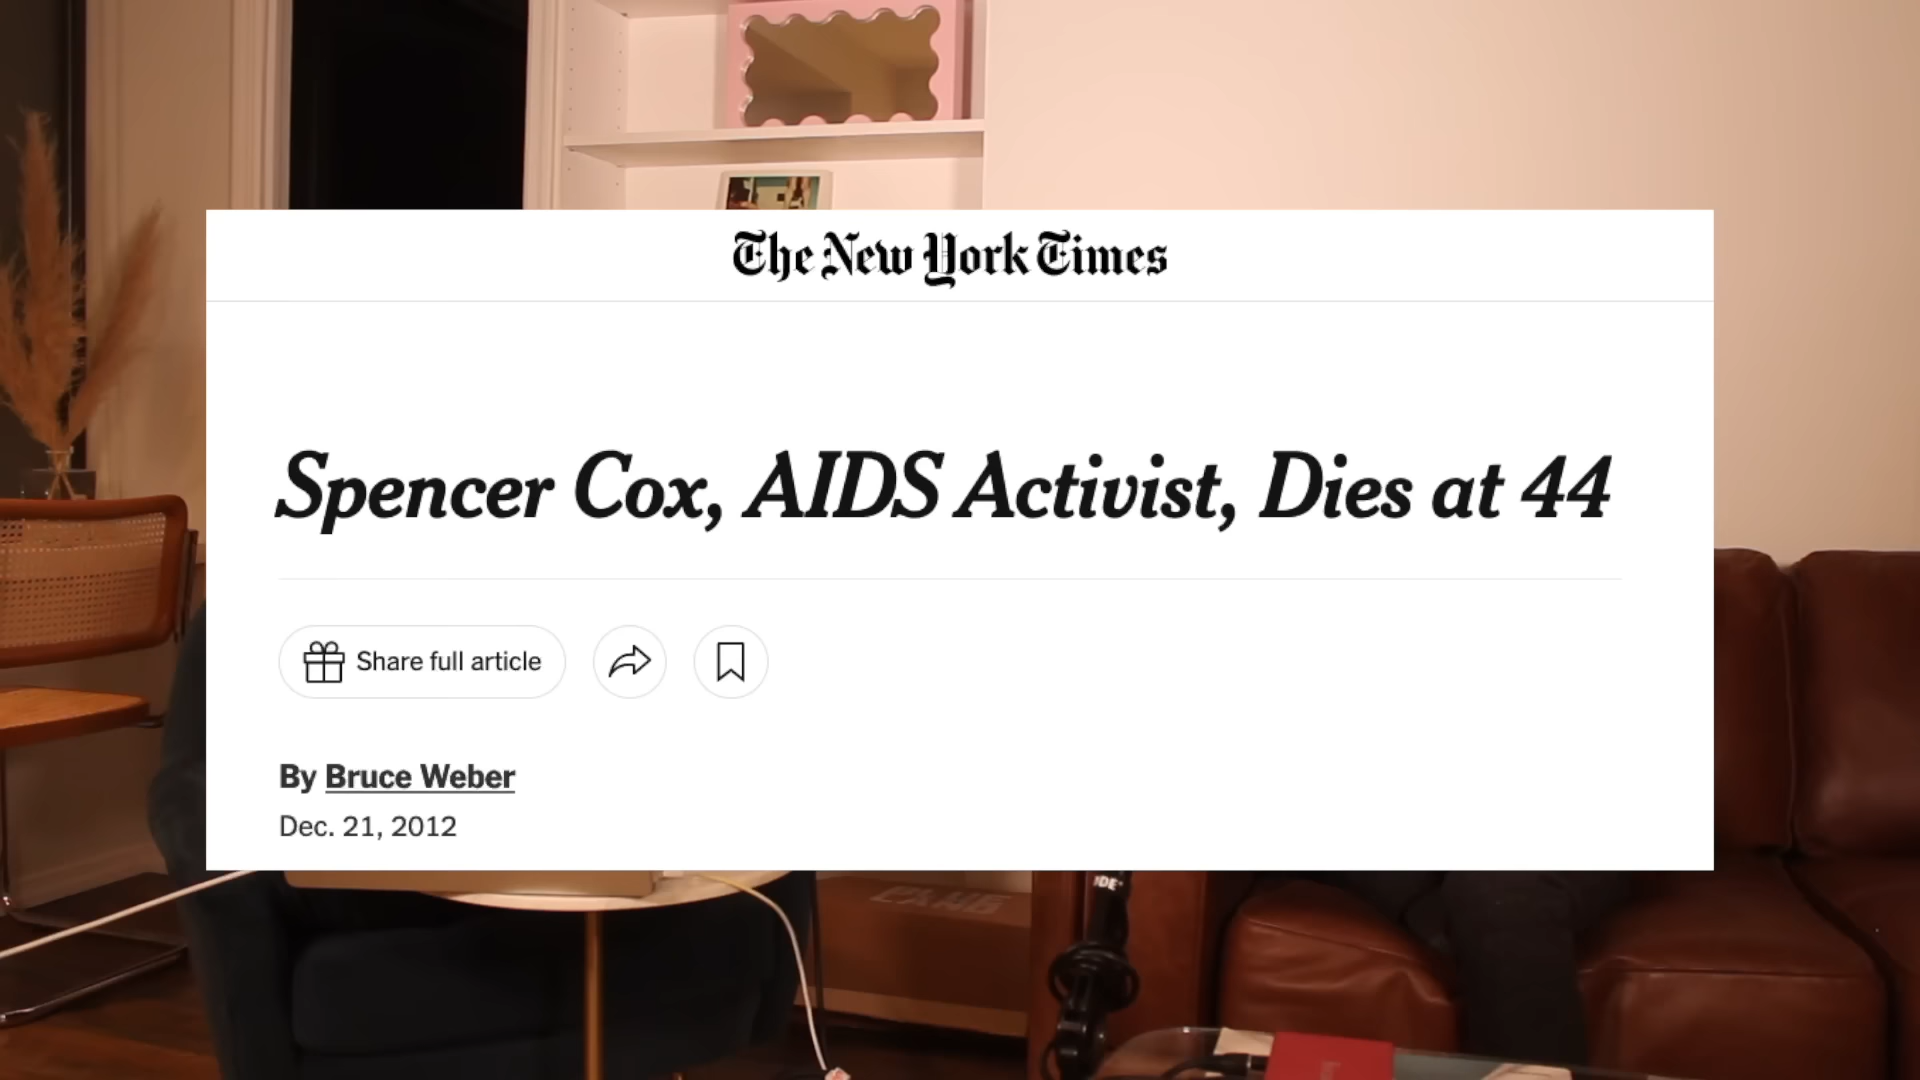 The New York Times
Spencer Cox, AIDS Activist, Dies at 44
Share full article
By Bruce Weber
Dec. 21, 2012